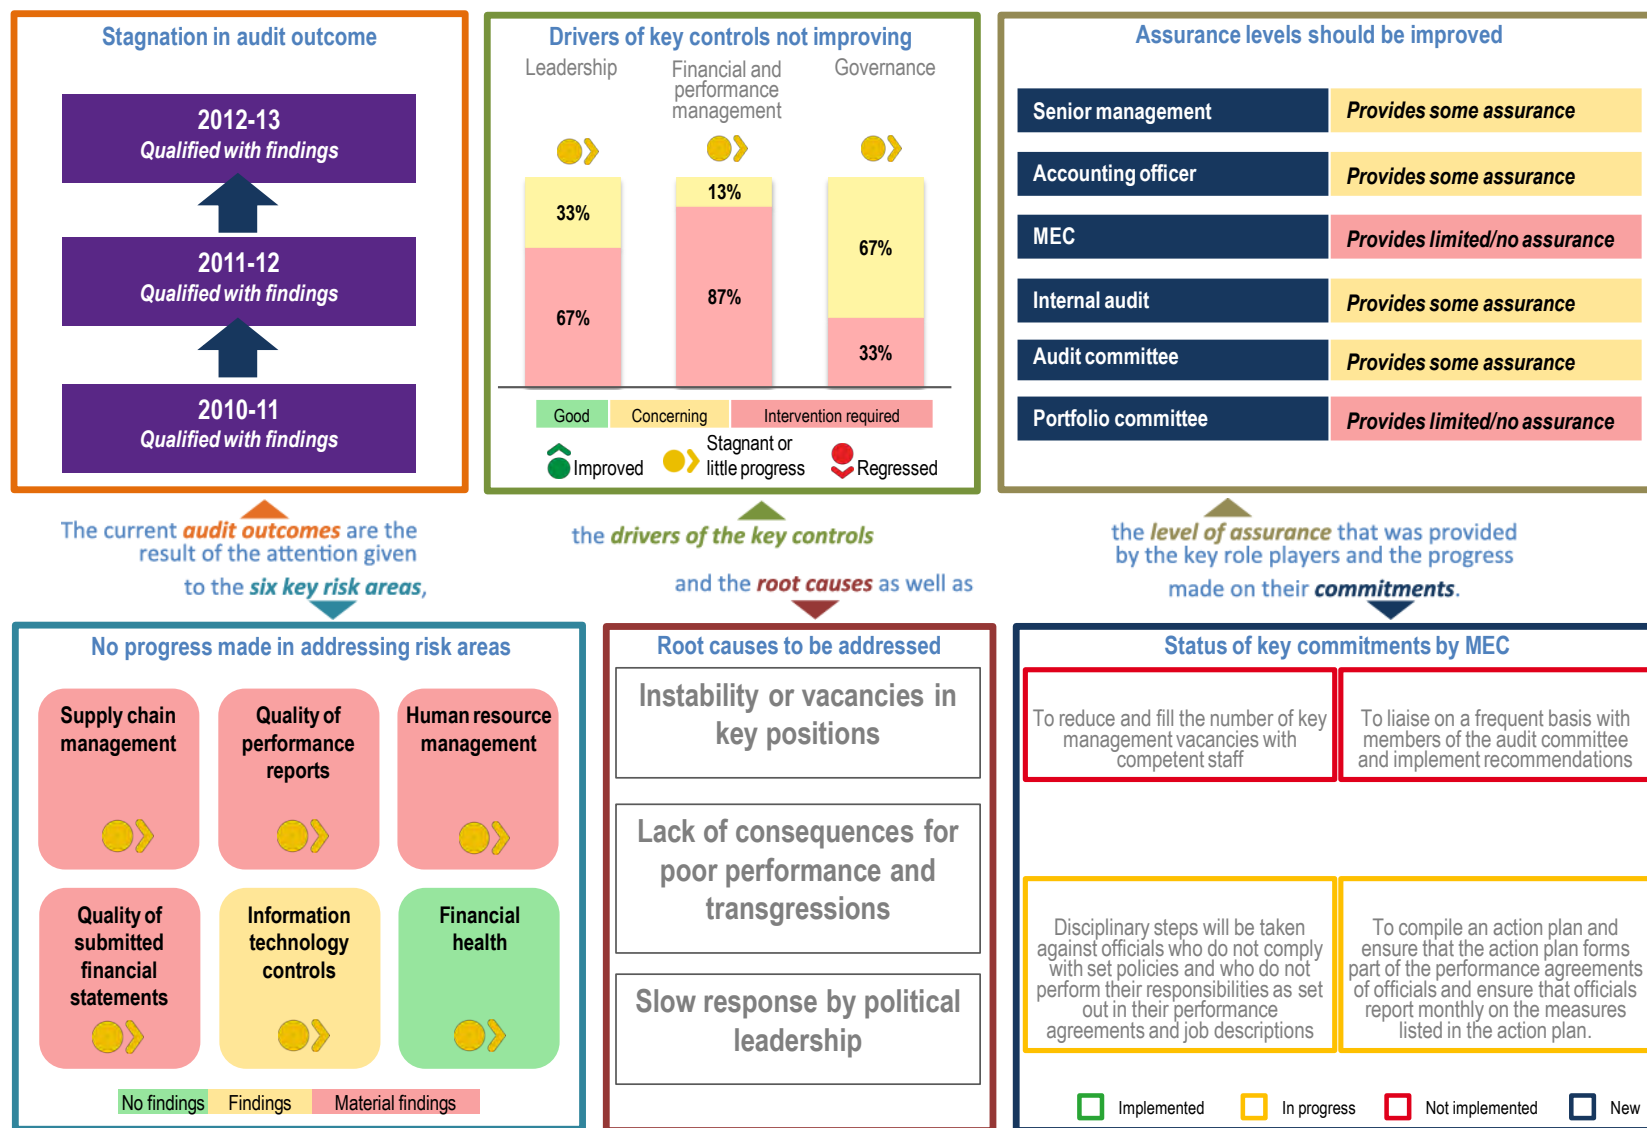 Stagnation in audit outcome
2012-13
Qualified with findings
2011-12
Qualified with findings
2010-11
Qualified with findings
Drivers of key controls not improving
Leadership
Financial and
performance
management
Governance
33%
67%
13%
87%
67%
33%
Good
Concerning
Intervention required
Improved
Stagnant or
little progress
Regressed
Assurance levels should be improved
Senior management
Provides some assurance
Accounting officer
Provides some assurance
MEC
Provides limited/no assurance
Internal audit
Provides some assurance
Audit committee
Provides some assurance
Portfolio committee
Provides limited/no assurance
The current audit outcomes are the
result of the attention given
to the six key risk areas,
the drivers of the key controls
and the root causes as well as
the level of assurance that was provided
by the key role players and the progress
made on their commitments.
No progress made in addressing risk areas
Supply chain
management
Quality of
performance
reports
Human resource
management
Quality of
submitted
financial
statements
Information
technology
controls
Financial
health
No findings
Findings
Material findings
Root causes to be addressed
Instability or vacancies in
key positions
Lack of consequences for
poor performance and
transgressions
Slow response by political
leadership
Status of key commitments by MEC
To reduce and fill the number of key
management vacancies with
competent staff
To liaise on a frequent basis with
members of the audit committee
and implement recommendations
Disciplinary steps will be taken
against officials who do not comply
with set policies and who do not
perform their responsibilities as set
out in their performance
agreements and job descriptions
To compile an action plan and
ensure that the action plan forms
part of the performance agreements
of officials and ensure that officials
report monthly on the measures
listed in the action plan.
Implemented
In progress
Not implemented
New